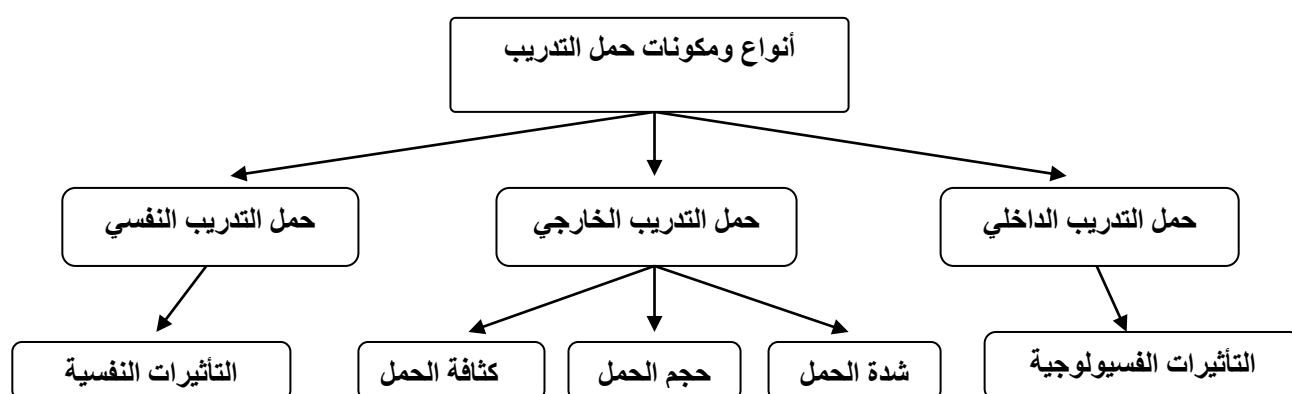 أنواع ومكونات حمل التدريب
حمل التدريب الداخلي
حمل التدريب الخارجي
حمل التدريب النفسي
التأثيرات الفسيولوجية
شدة الحمل
حجم الحمل
كثافة الحمل
التأثيرات النفسية